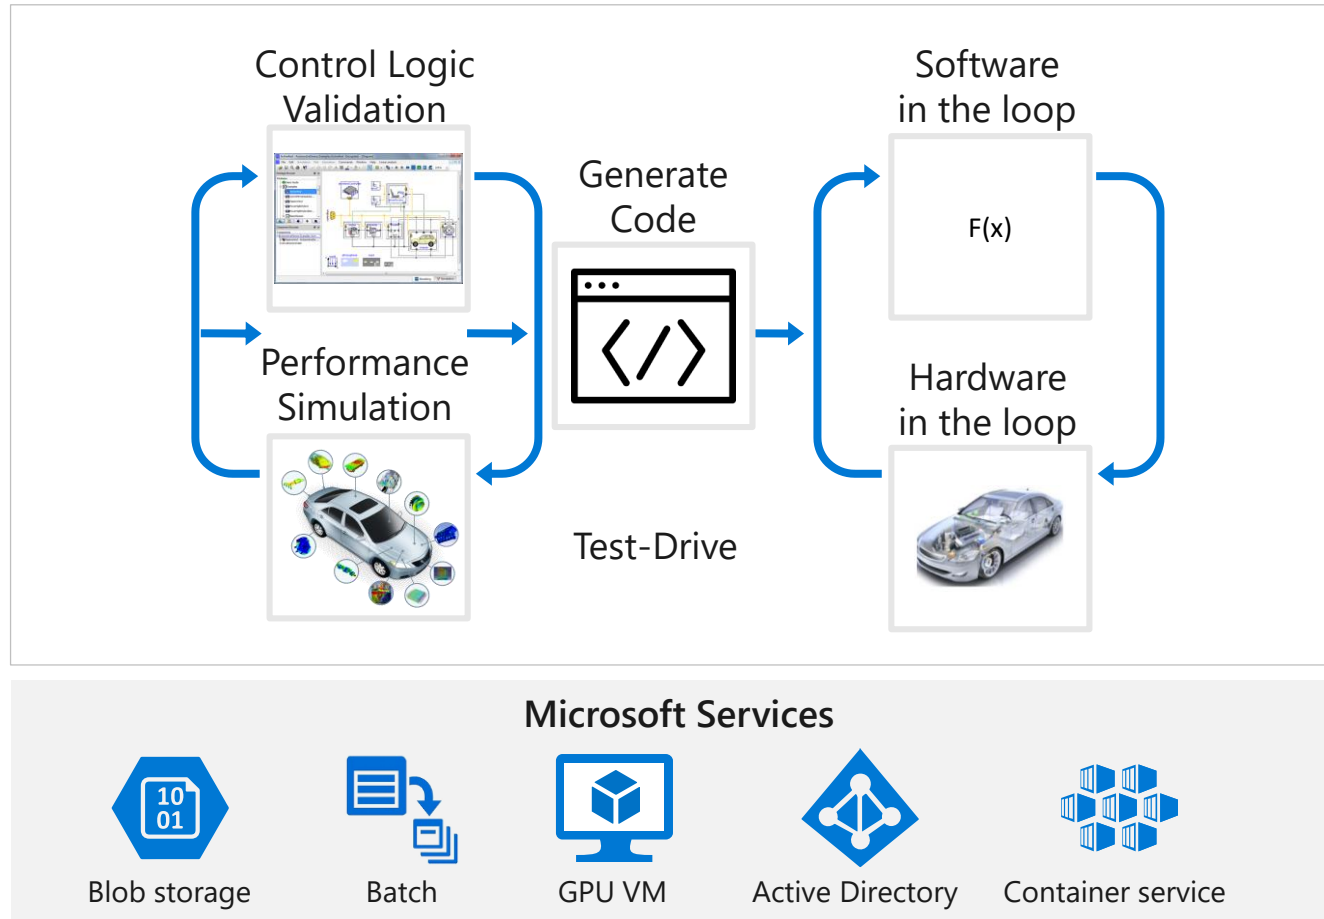 Control Logic
Validation
Generate
Code
Software
in the loop
F(x)
Performance
Simulation
Hardware
in the loop
Test-Drive
Microsoft Services
10
01
Blob storage
Batch
GPU VM
Active Directory
Container service